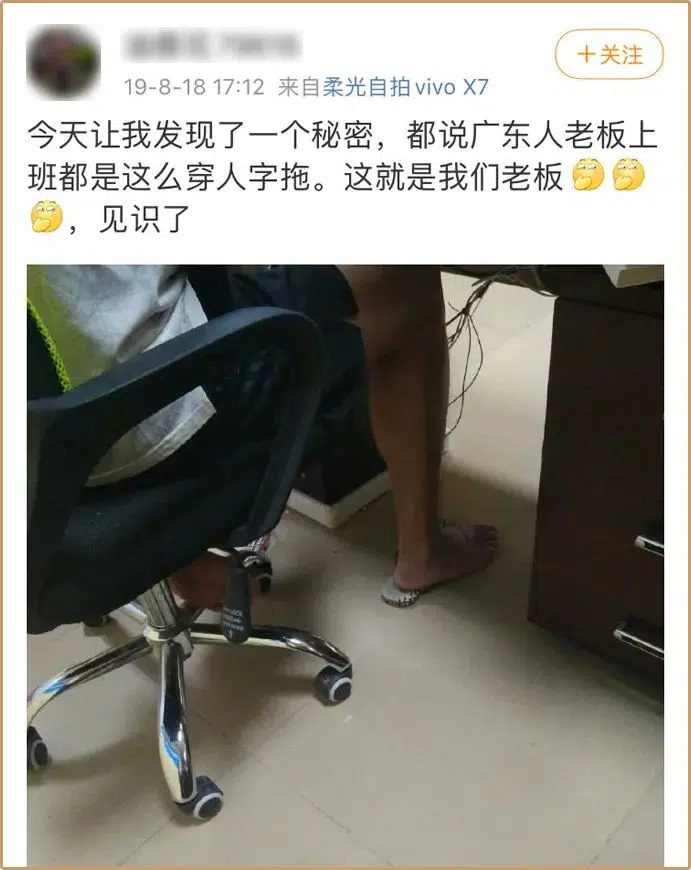 +关注
19-8-18 17:12 来自柔光自拍vivo X7
今天让我发现了一个秘密，都说广东人老板上
班都是这么穿人字拖。这就是我们老板
，见识了
LOCK